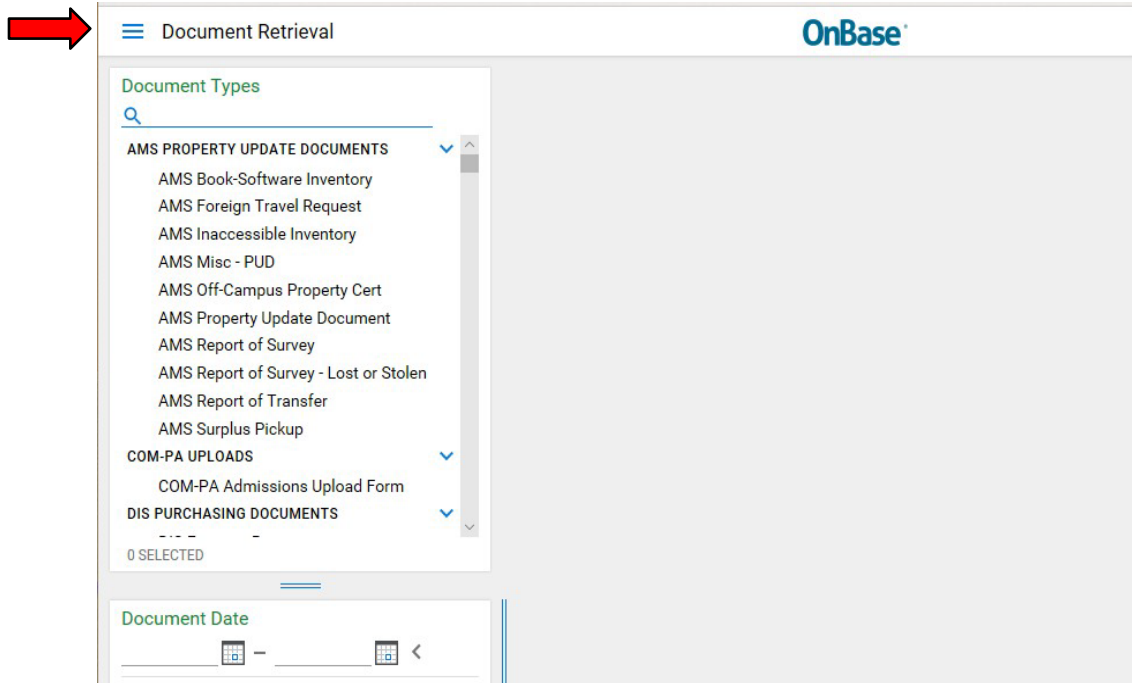 Document Retrieval
OnBase
Document Types
AMS PROPERTY UPDATE DOCUMENTS
AMS Book-Software Inventory
AMS Foreign Travel Request
AMS Inaccessible Inventory
AMS Misc - PUD
AMS Off-Campus Property Cert
AMS Property Update Document
AMS Report of Survey
AMS Report of Survey - Lost or Stolen
AMS Report of Transfer
AMS Surplus Pickup
COM-PA UPLOADS
COM-PA Admissions Upload Form
DIS PURCHASING DOCUMENTS
0 SELECTED
Document Date
–